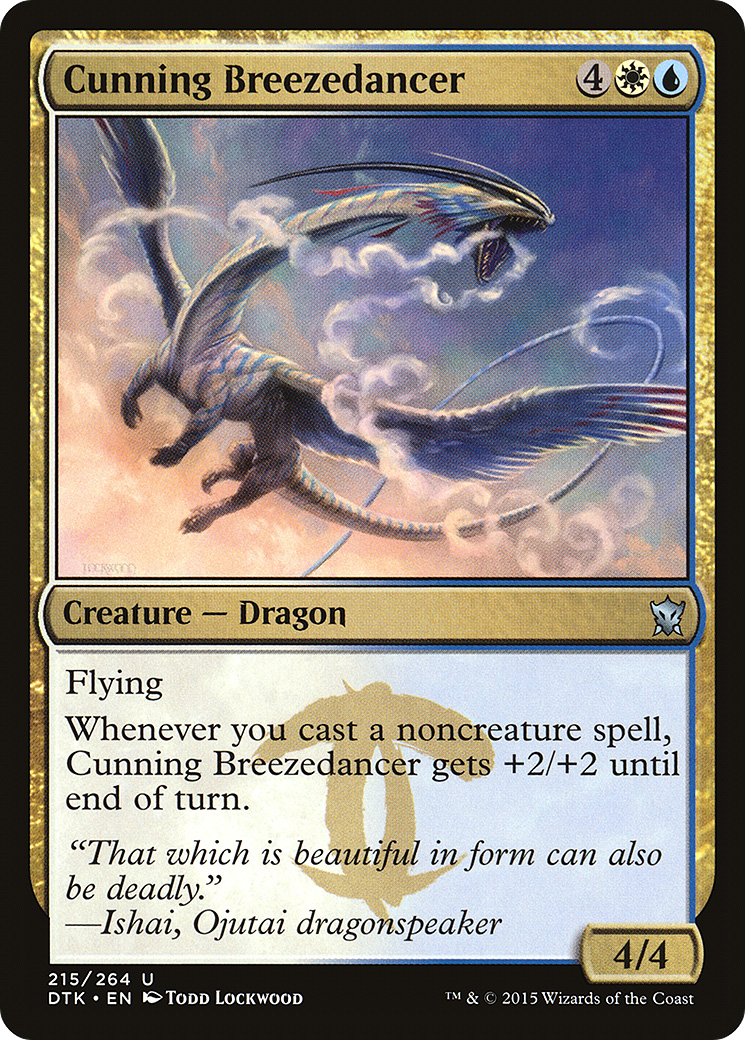 Cunning Breezedancer 4
LOCKWOOD
Creature — Dragon
Flying
Whenever you cast a noncreature spell,
Cunning Breezedancer gets +2/+2 until
end of turn.
“That which is beautiful in form can also
be deadly.”
—Ishai, Ojutai dragonspeaker
4/4
215/264 U
DTK • EN Todd Lockwood
™ & © 2015 Wizards of the Coast